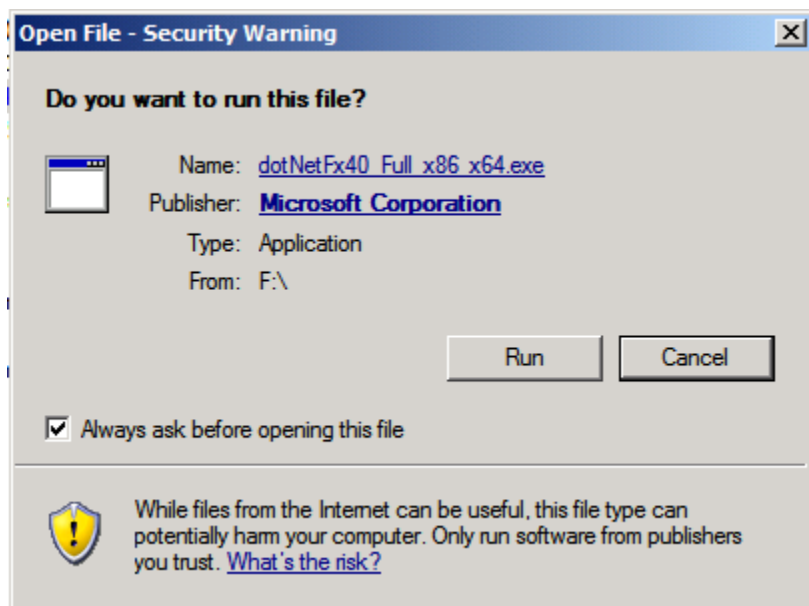 Open File - Security Warning
Do you want to run this file?
Name: dotNetFx40_Full_x86_x64.exe
Publisher: Microsoft Corporation
Type: Application
From: F:\
Run Cancel
Always ask before opening this file
While files from the Internet can be useful, this file type can
potentially harm your computer. Only run software from publishers
you trust. What's the risk?